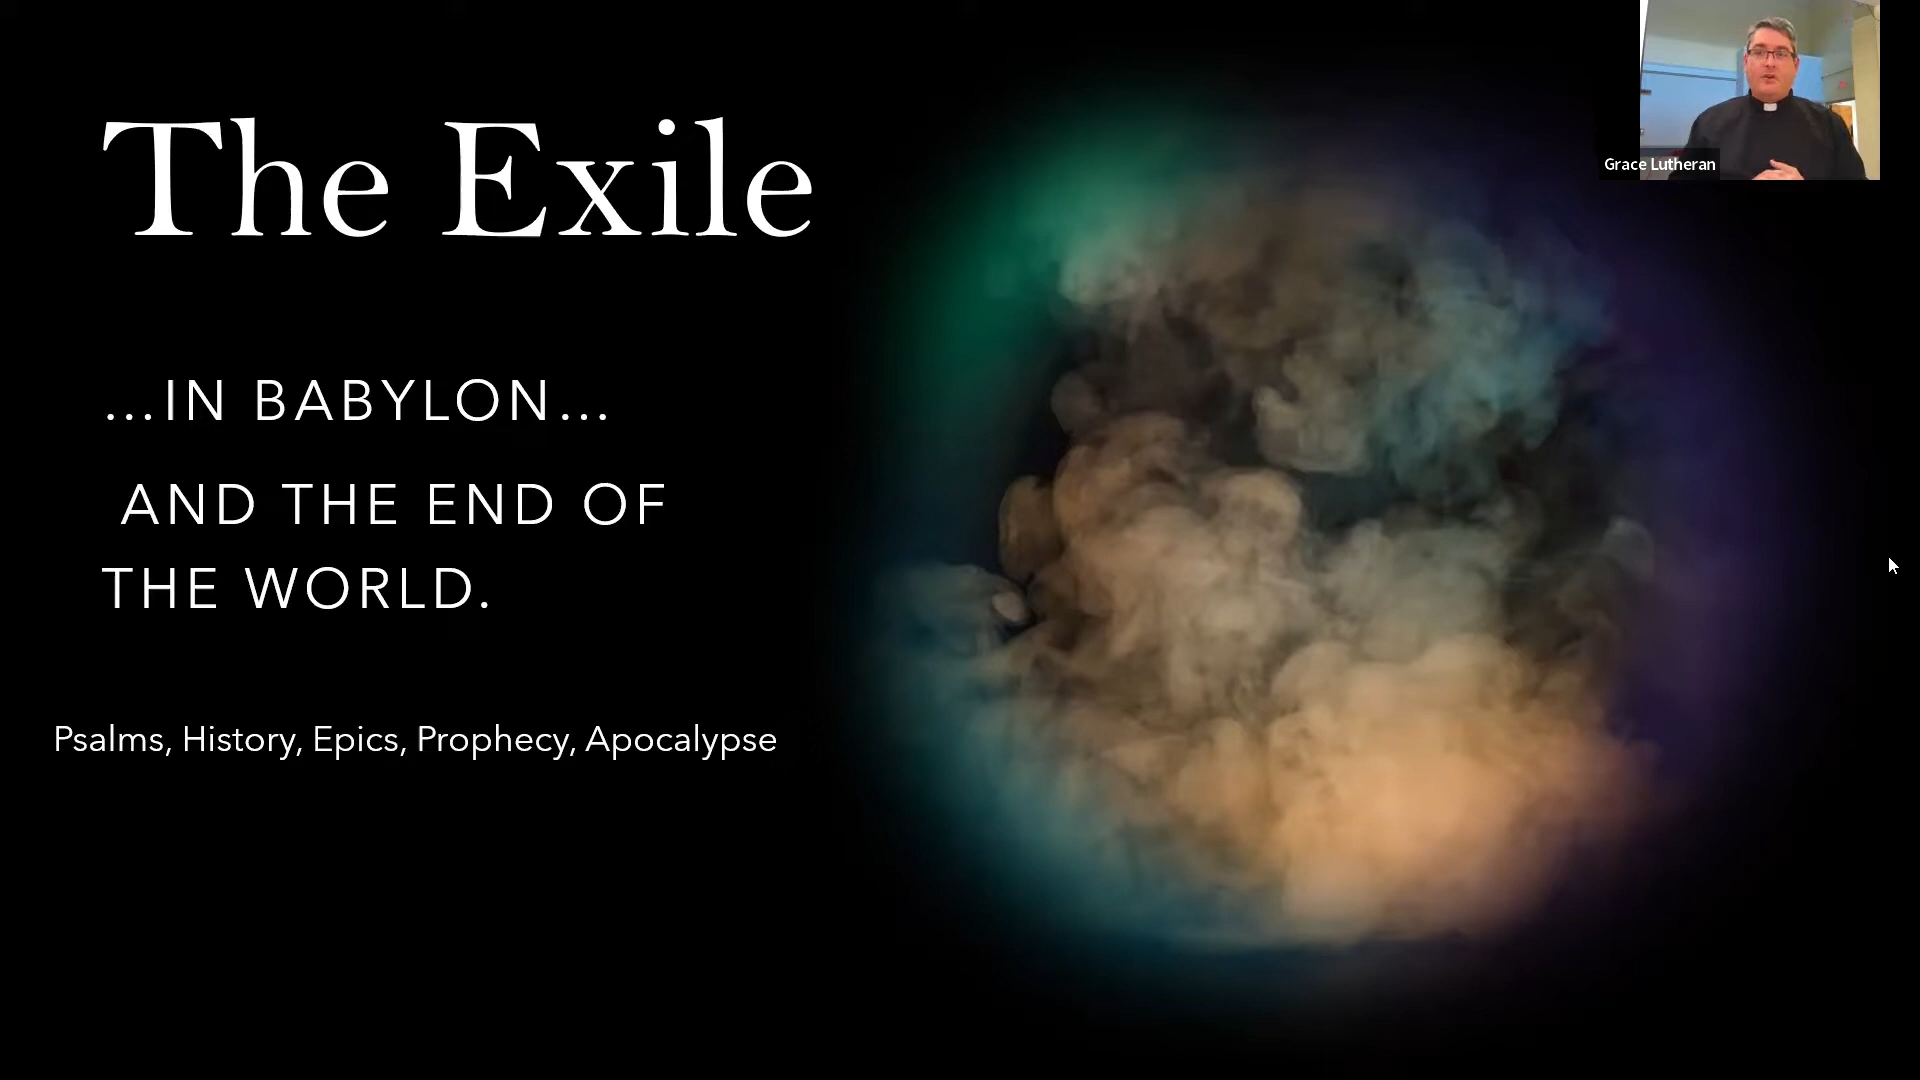 The Exile
...IN BABYLON...
AND THE END OF
THE WORLD.
Psalms, History, Epics, Prophecy, Apocalypse
Grace Lutheran